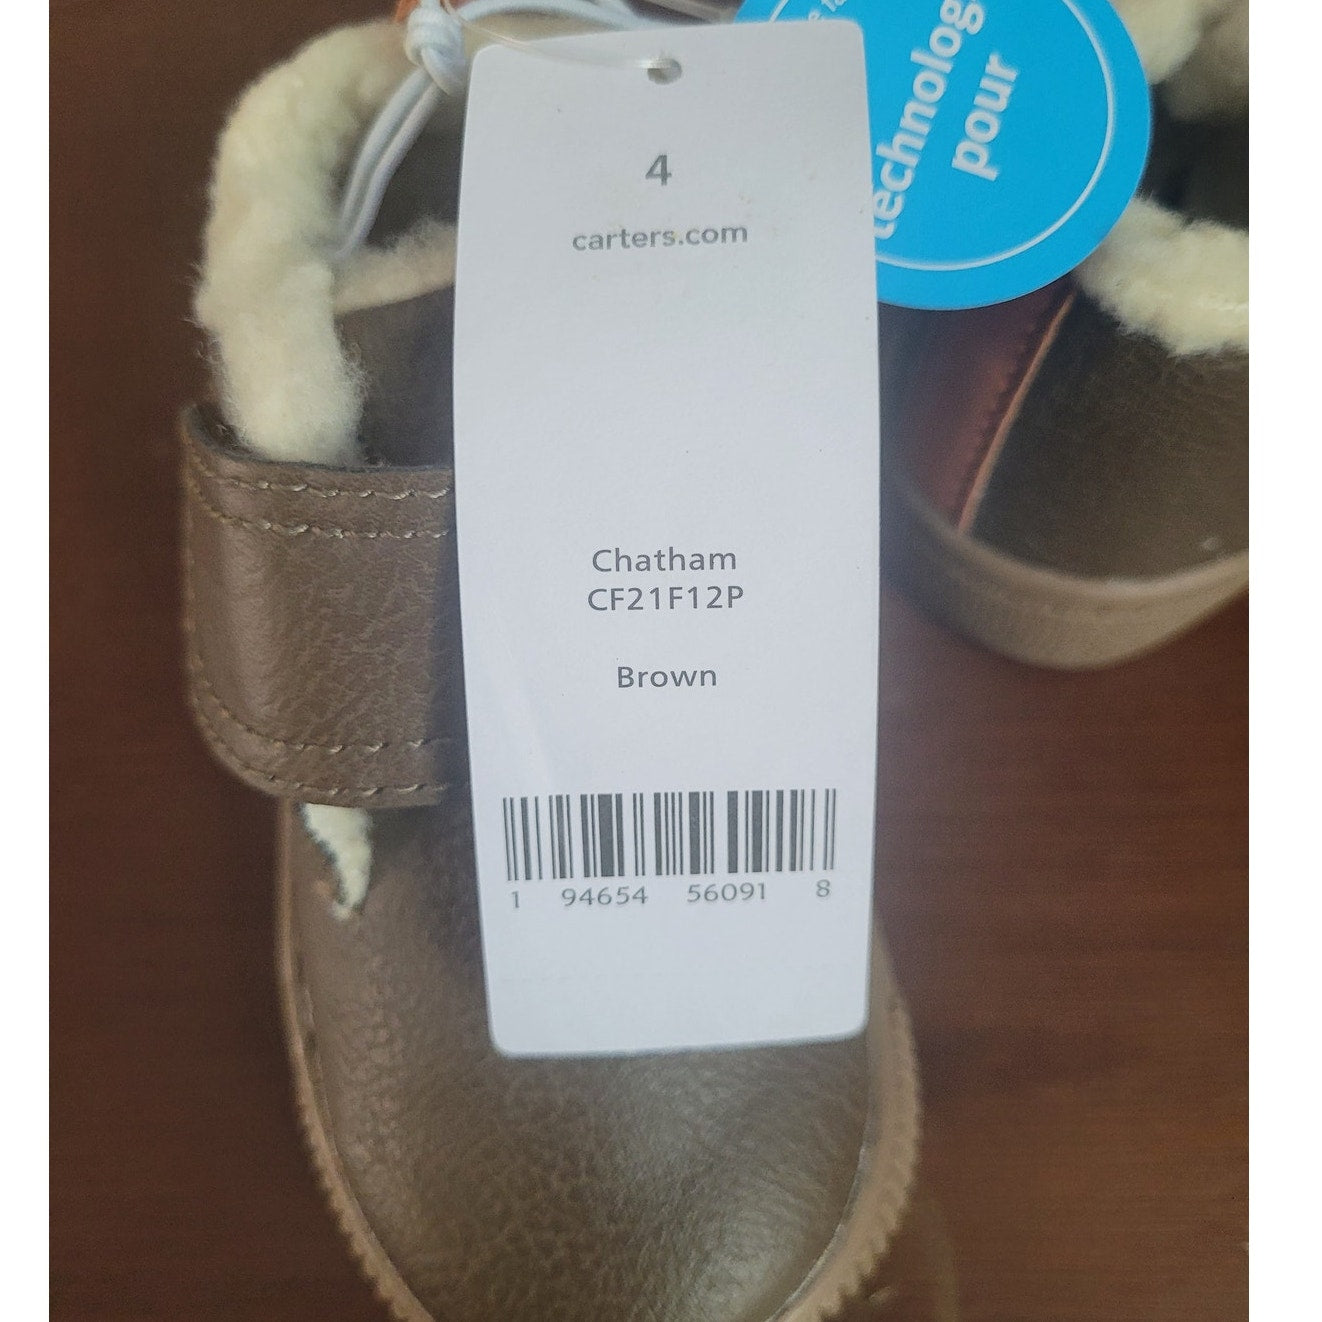 4
carters.com
Chatham
CF21F12P
Brown
1 94654 56091 8
technolog
pour